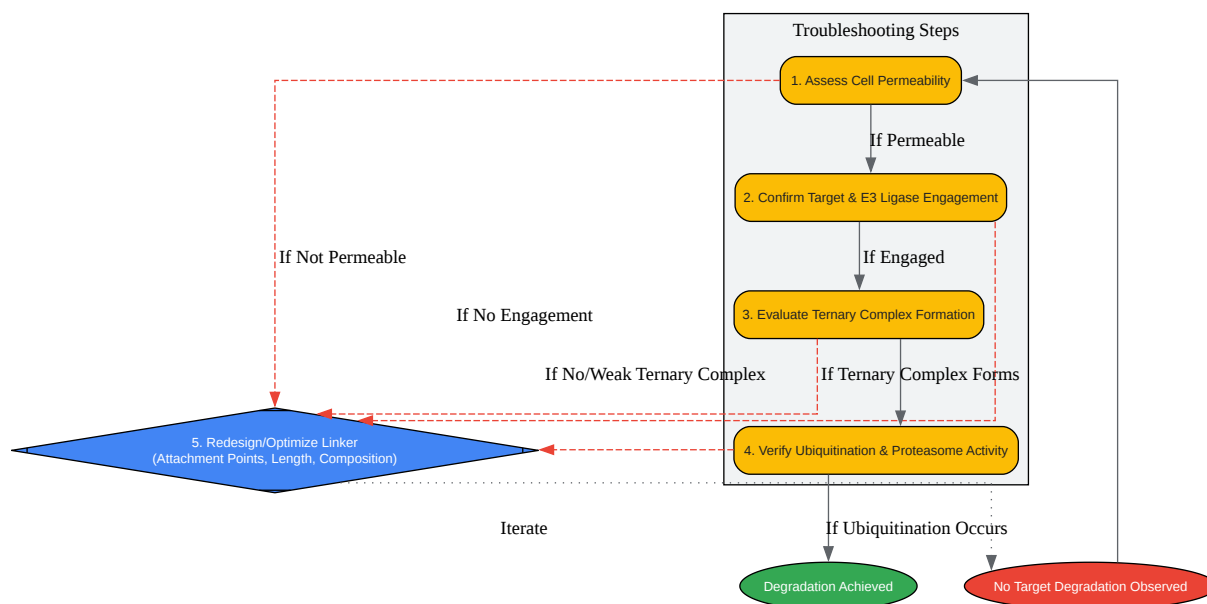 Troubleshooting Steps
1. Assess Cell Permeability
If Permeable
2. Confirm Target & E3 Ligase Engagement
If Not Permeable
If Engaged
If No Engagement
3. Evaluate Ternary Complex Formation
If No/Weak Ternary Complex
If Ternary Complex Forms
5. Redesign/Optimize Linker
(Attachment Points, Length, Composition)
4. Verify Ubiquitination & Proteasome Activity
Iterate
If Ubiquitination Occurs
Degradation Achieved
No Target Degradation Observed